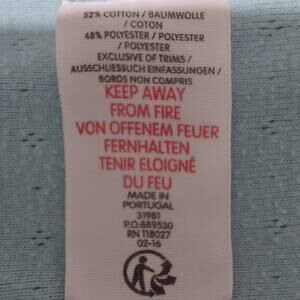 52% COTTON / BAUMWOLLE
/ COTON
48% POLYESTER / POLYESTER
/ POLYESTER
EXCLUSIVE OF TRIMS /
AUSSCHLIESSLICH EINFASSUNGEN /
BORDS NON COMPRIS
KEEP AWAY
FROM FIRE
VON OFFENEM FEUER
FERNHALTEN
TENIR ELOIGNÉ
DU FEU
MADE IN
PORTUGAL
31981
P.O:889530
RN 118027
02-16